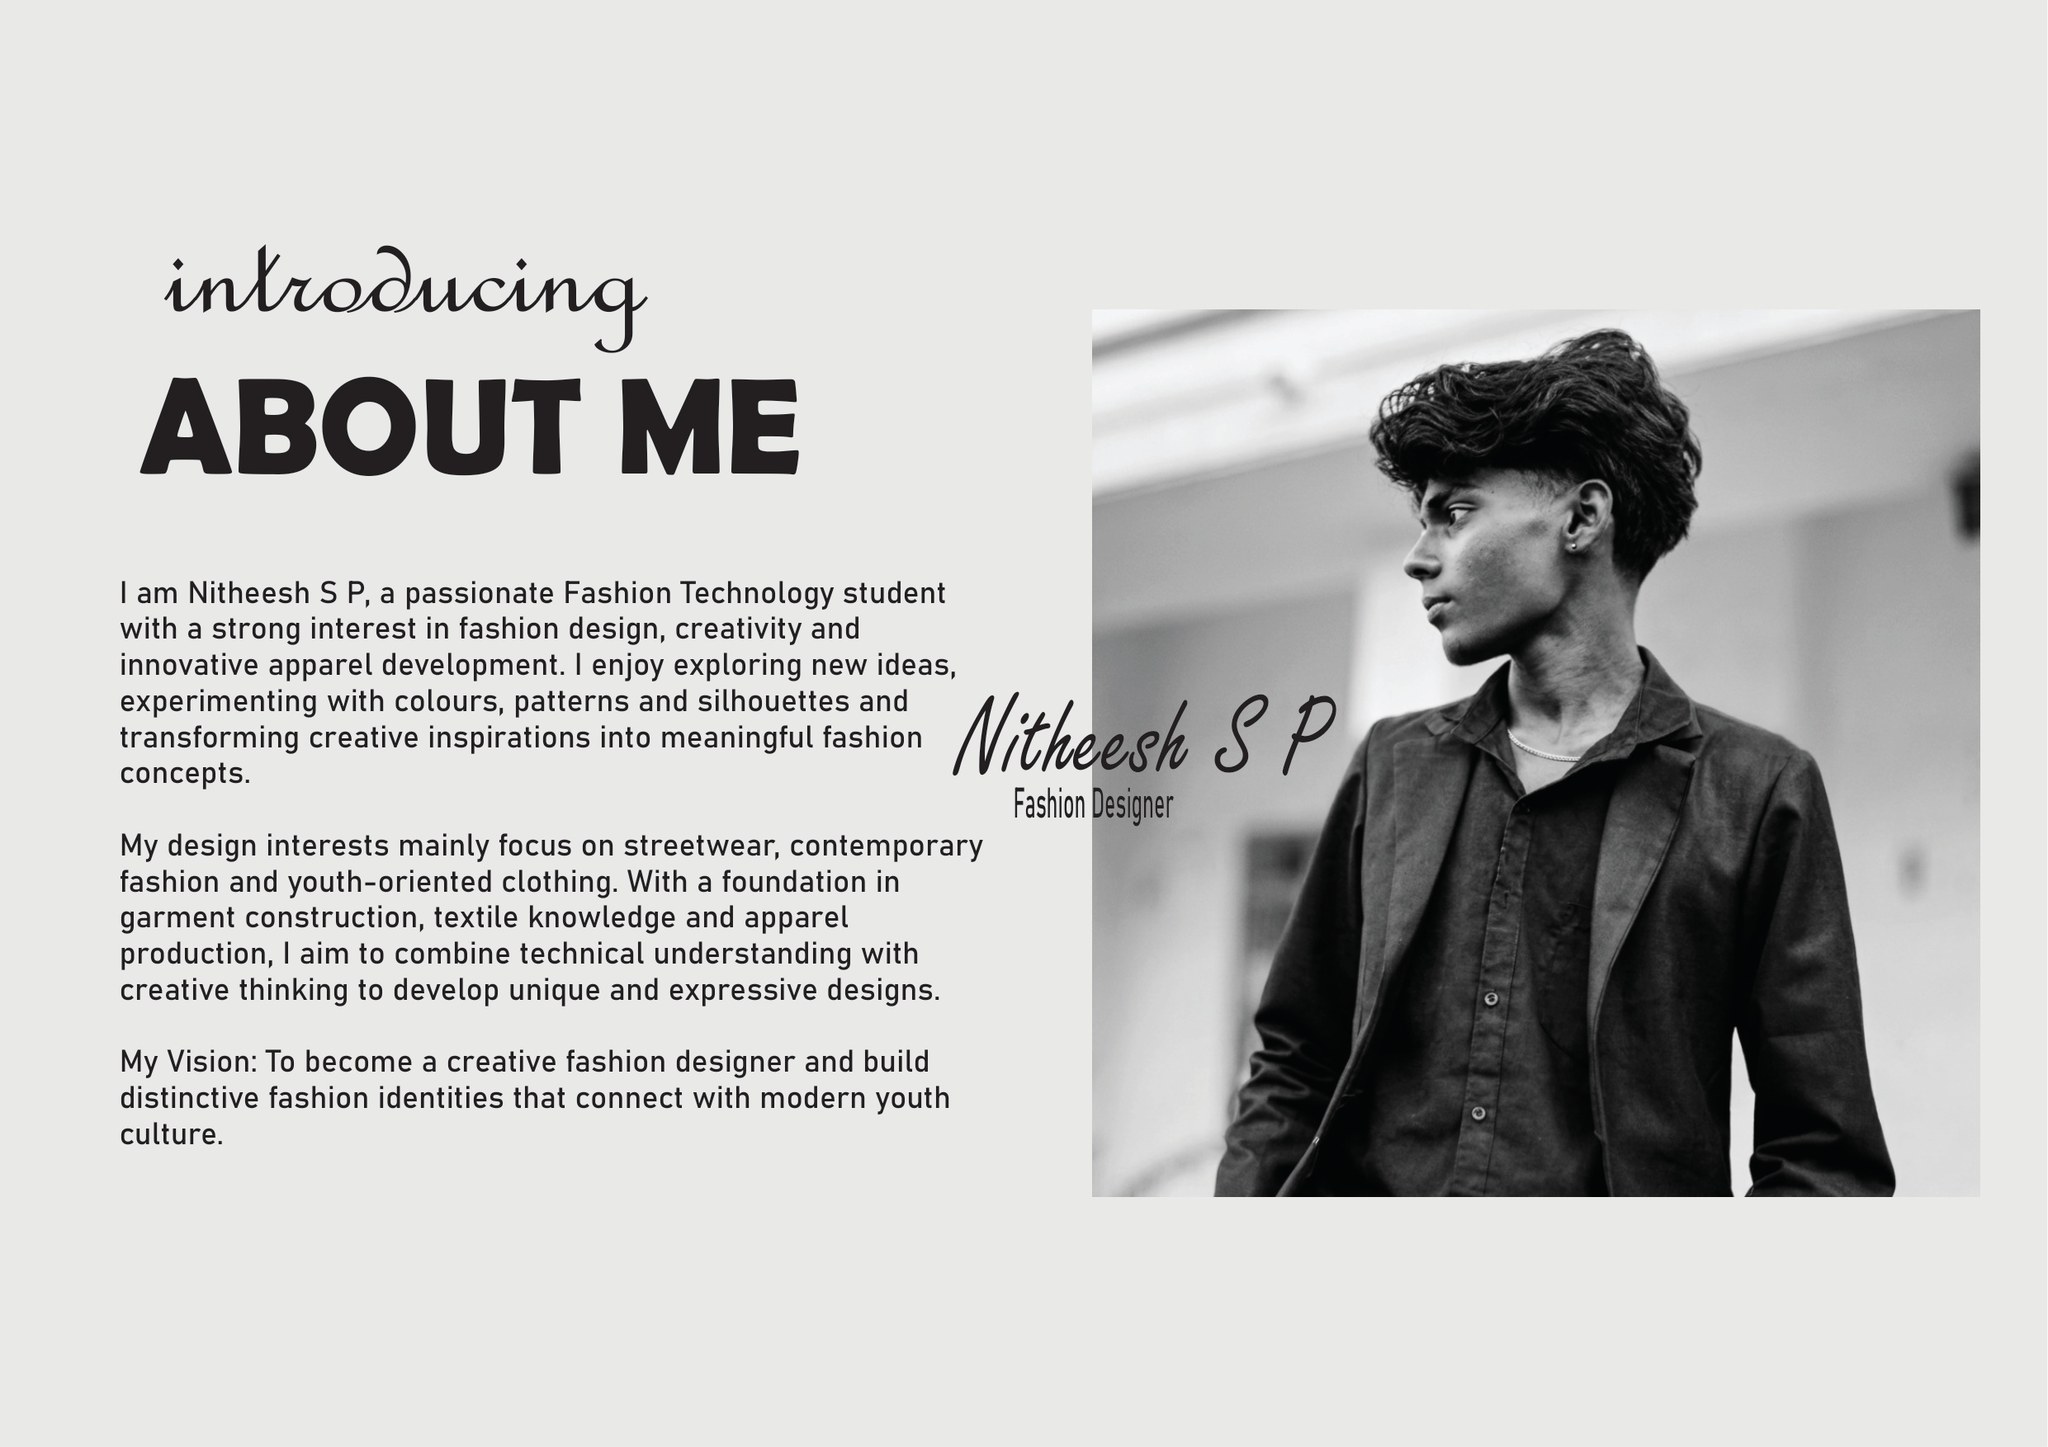 introducing
ABOUT ME
I am Nitheesh S P, a passionate Fashion Technology student
with a strong interest in fashion design, creativity and
innovative apparel development. I enjoy exploring new ideas,
experimenting with colours, patterns and silhouettes and
transforming creative inspirations into meaningful fashion
concepts.
My design interests mainly focus on streetwear, contemporary
fashion and youth-oriented clothing. With a foundation in
garment construction, textile knowledge and apparel
production, I aim to combine technical understanding with
creative thinking to develop unique and expressive designs.
My Vision: To become a creative fashion designer and build
distinctive fashion identities that connect with modern youth
culture.
Nitheesh S P
Fashion Designer